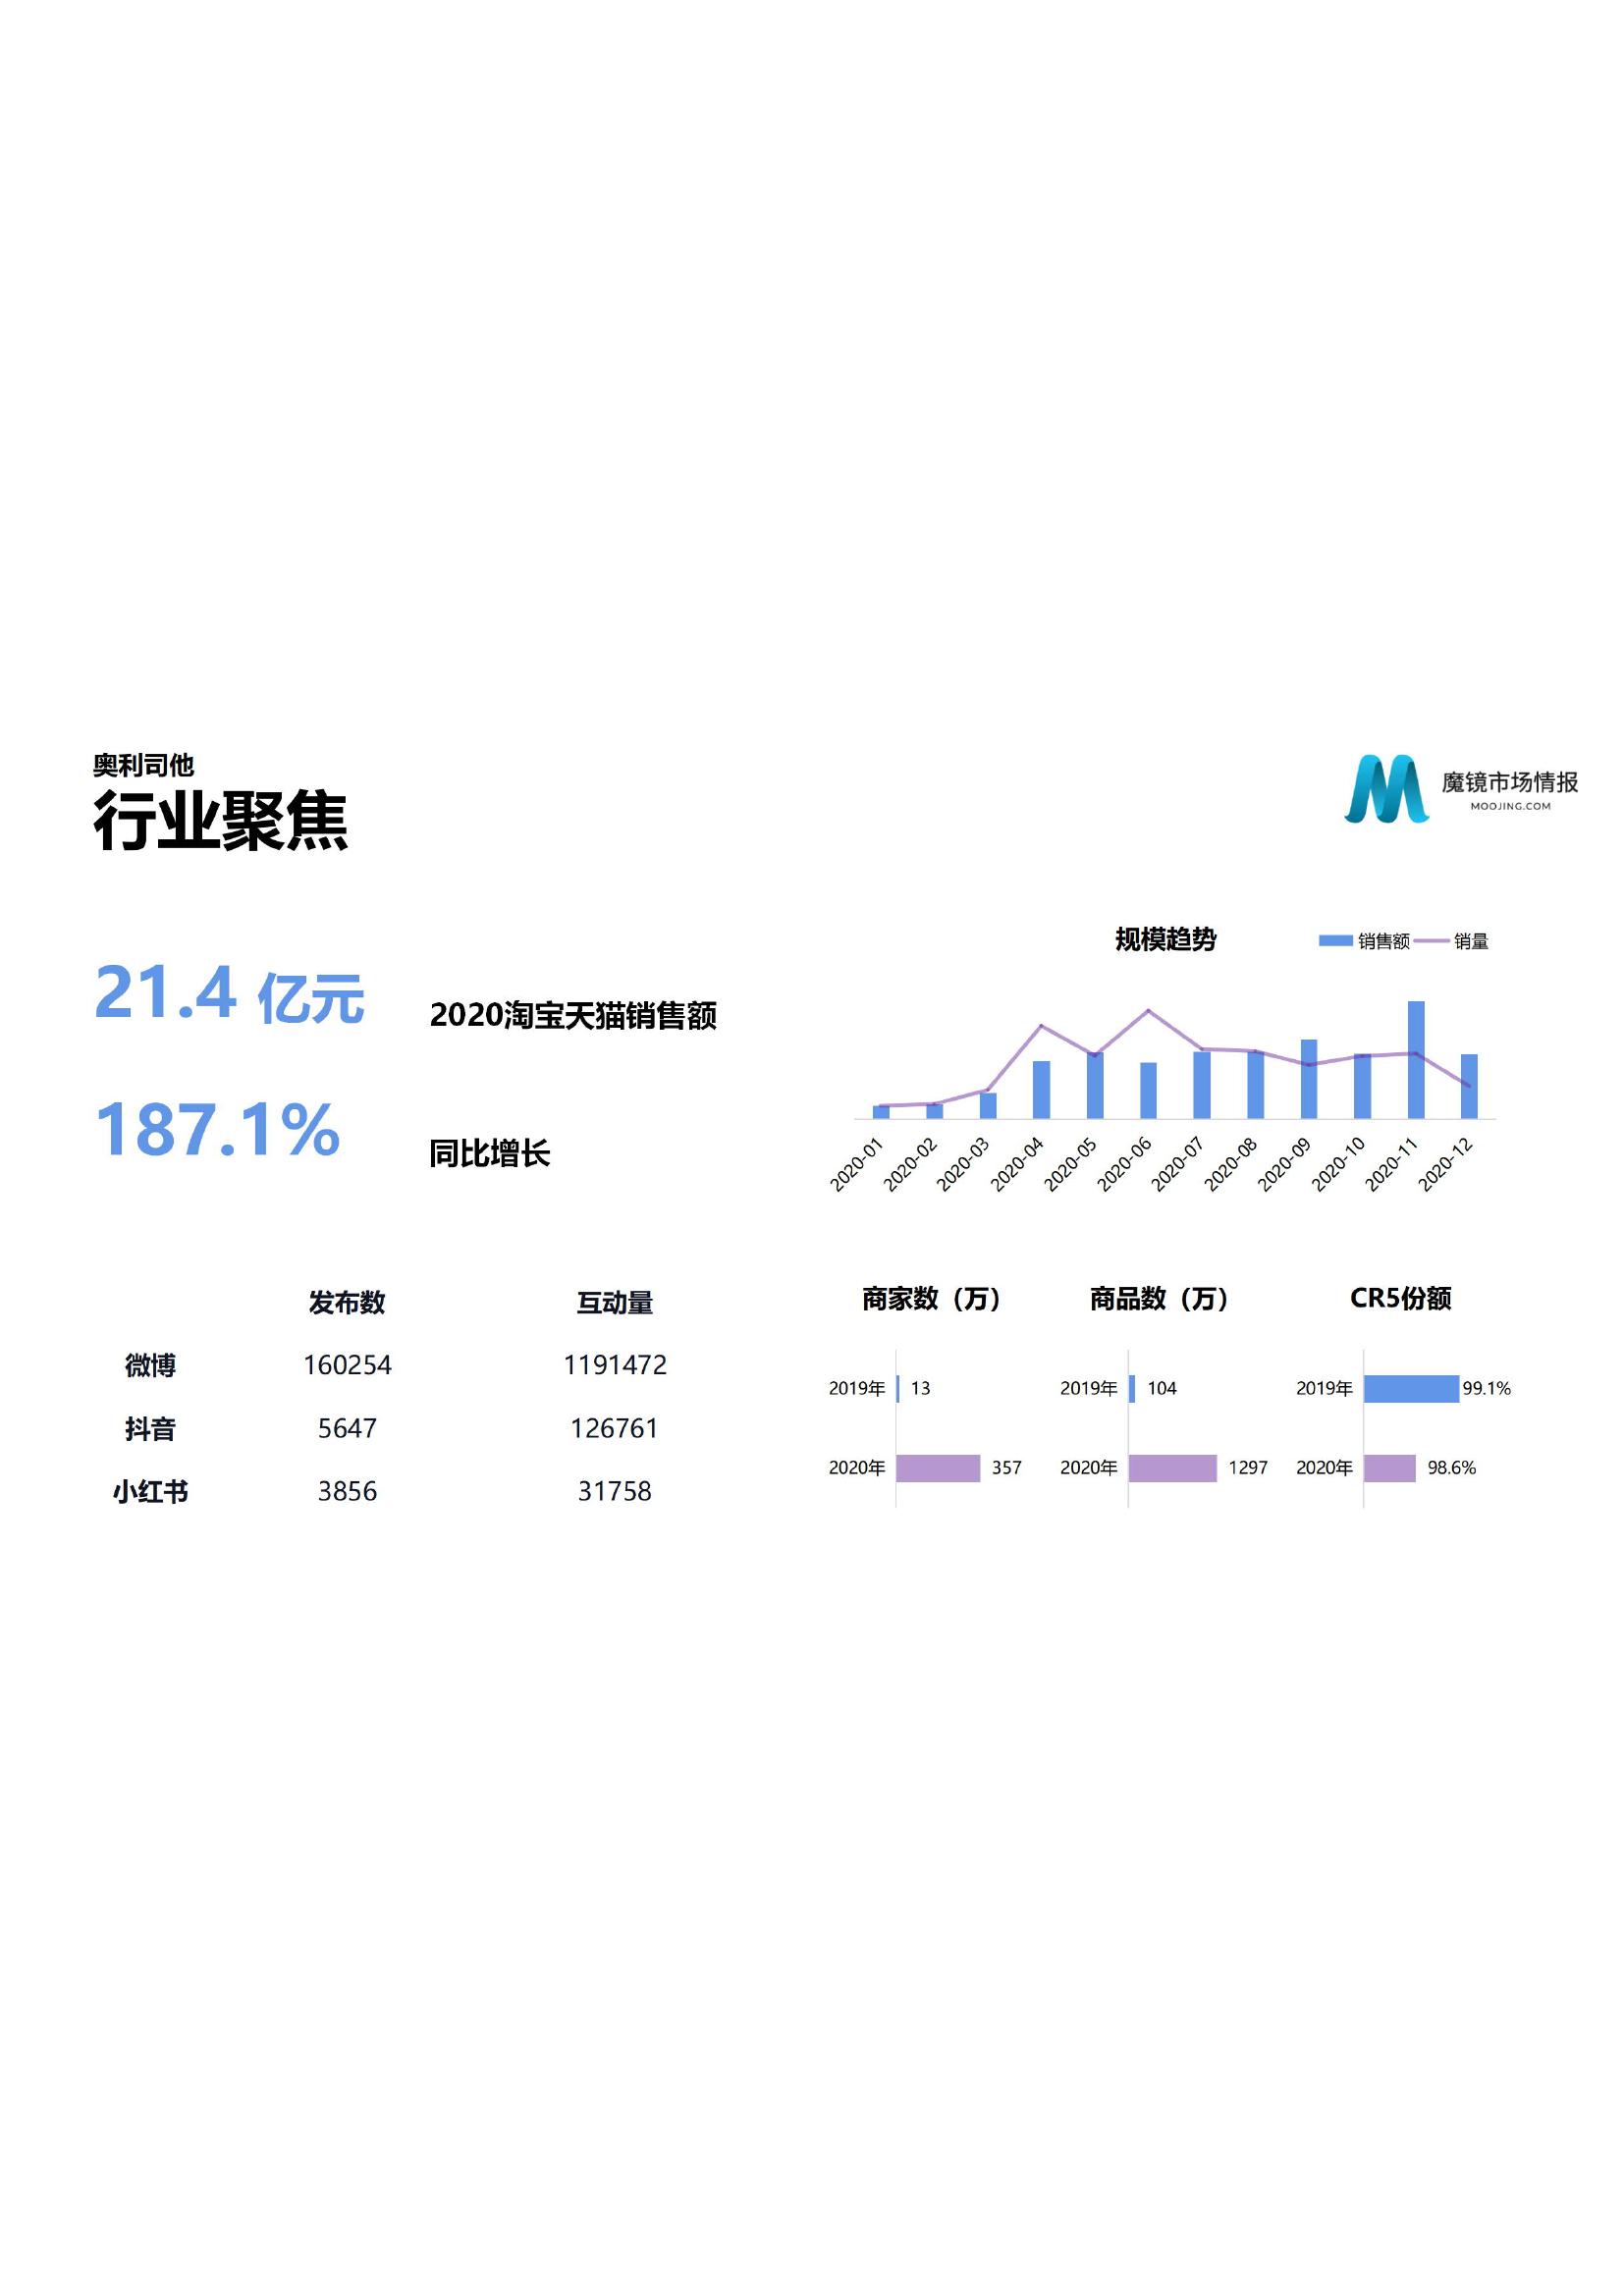 奥利司他
行业聚焦
魔镜市场情报
MOOJING.COM
21.4 亿元
2020淘宝天猫销售额
187.1%
同比增长
规模趋势
销售额 销量
2020-01 2020-02 2020-03 2020-04 2020-05 2020-06 2020-07 2020-08 2020-09 2020-10 2020-11 2020-12
发布数 互动量
微博 160254 1191472
抖音 5647 126761
小红书 3856 31758
商家数（万）
2019年 13
2020年 357
商品数（万）
2019年 104
2020年 1297
CR5份额
2019年 99.1%
2020年 98.6%